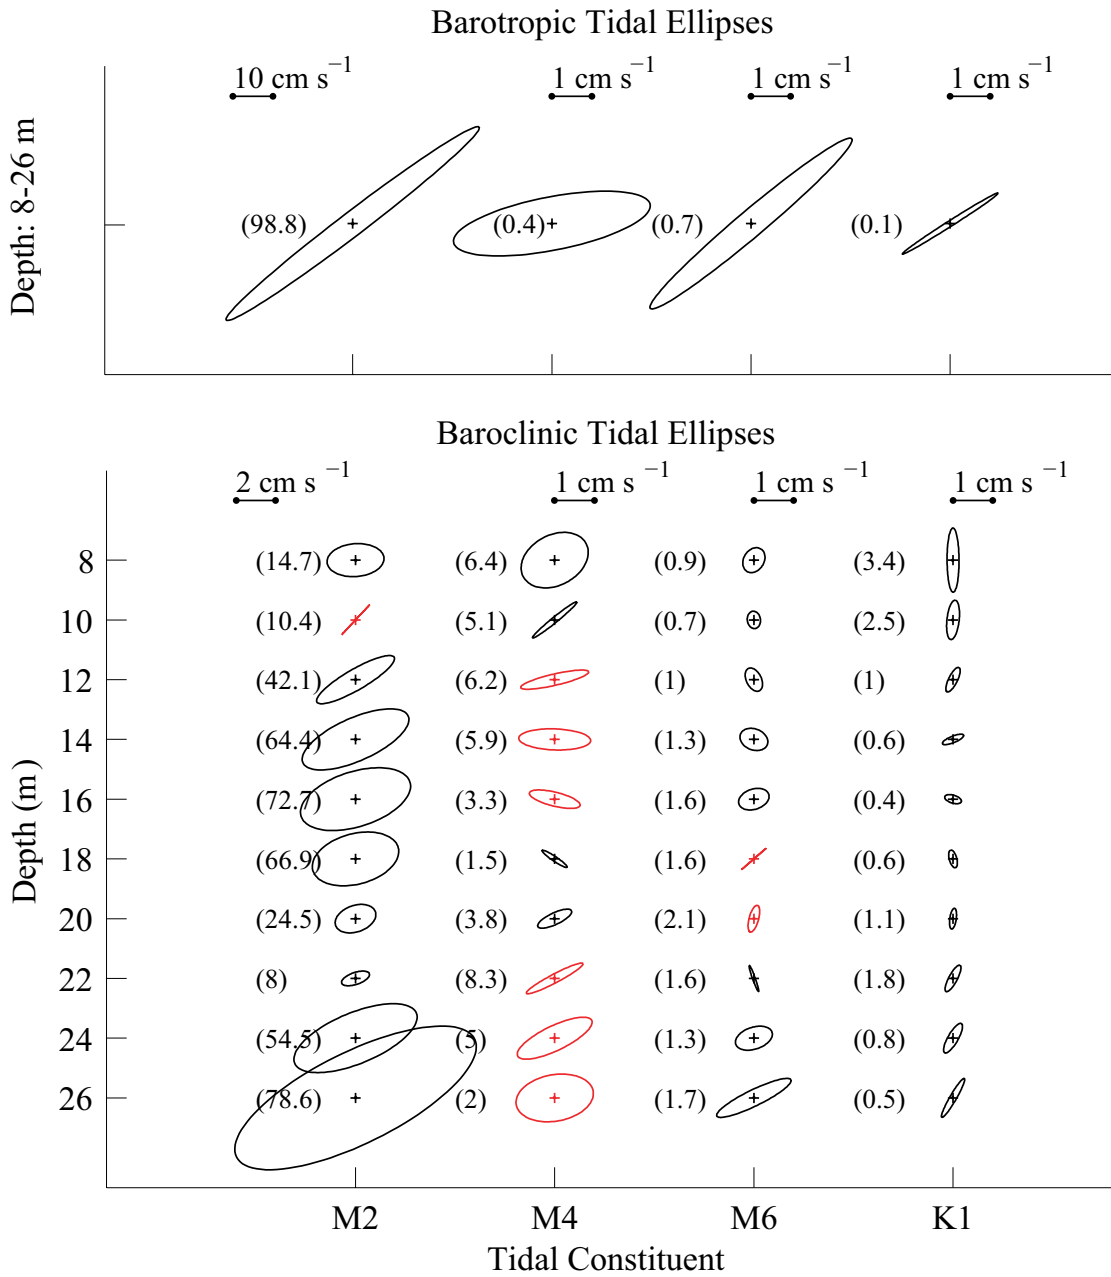 Barotropic Tidal Ellipses
10 cm s⁻¹ 1 cm s⁻¹ 1 cm s⁻¹ 1 cm s⁻¹
Depth: 8-26 m
(98.8) (0.4) (0.7) (0.1)
Baroclinic Tidal Ellipses
2 cm s⁻¹ 1 cm s⁻¹ 1 cm s⁻¹ 1 cm s⁻¹
Depth (m)
8 (14.7) (6.4) (0.9) (3.4)
10 (10.4) (5.1) (0.7) (2.5)
12 (42.1) (6.2) (1) (1)
14 (64.4) (5.9) (1.3) (0.6)
16 (72.7) (3.3) (1.6) (0.4)
18 (66.9) (1.5) (1.6) (0.6)
20 (24.5) (3.8) (2.1) (1.1)
22 (8) (8.3) (1.6) (1.8)
24 (54.5) (5) (1.3) (0.8)
26 (78.6) (2) (1.7) (0.5)
M2 M4 M6 K1
Tidal Constituent